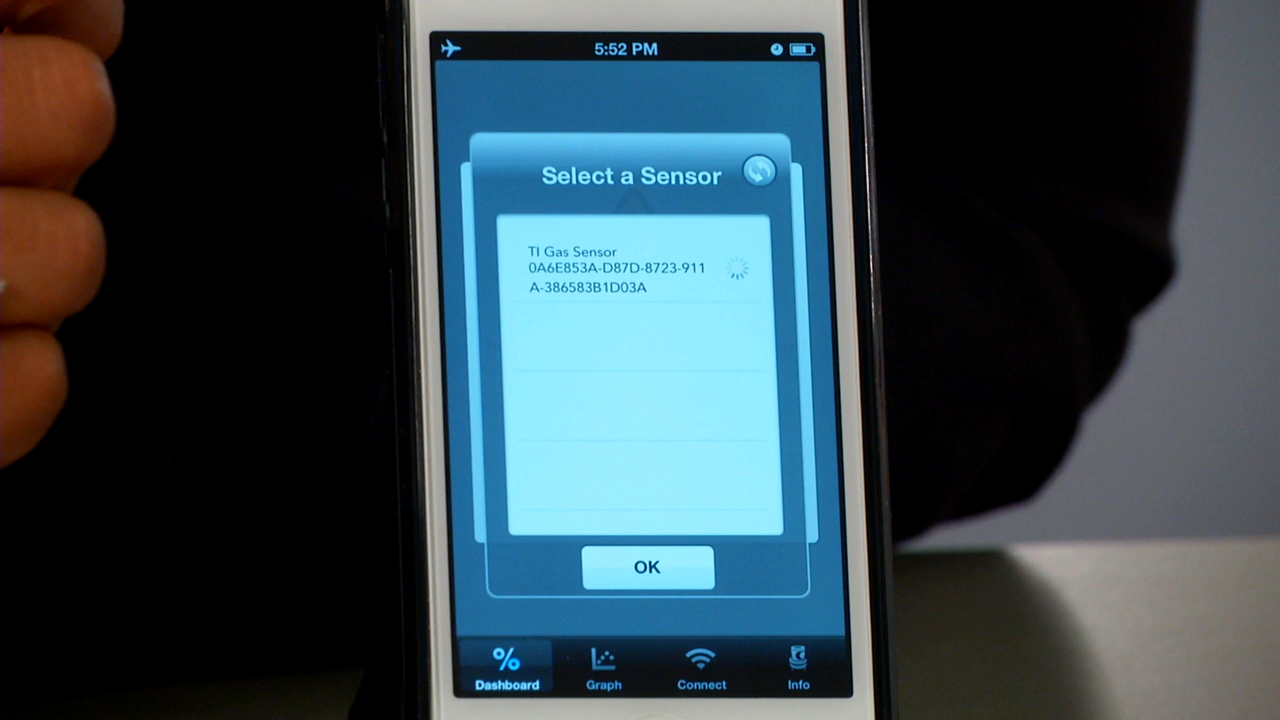 5:52 PM
Select a Sensor
TI Gas Sensor
0A6E853A-D87D-8723-911
A-386583B1D03A
OK
%
Dashboard Graph Connect Info